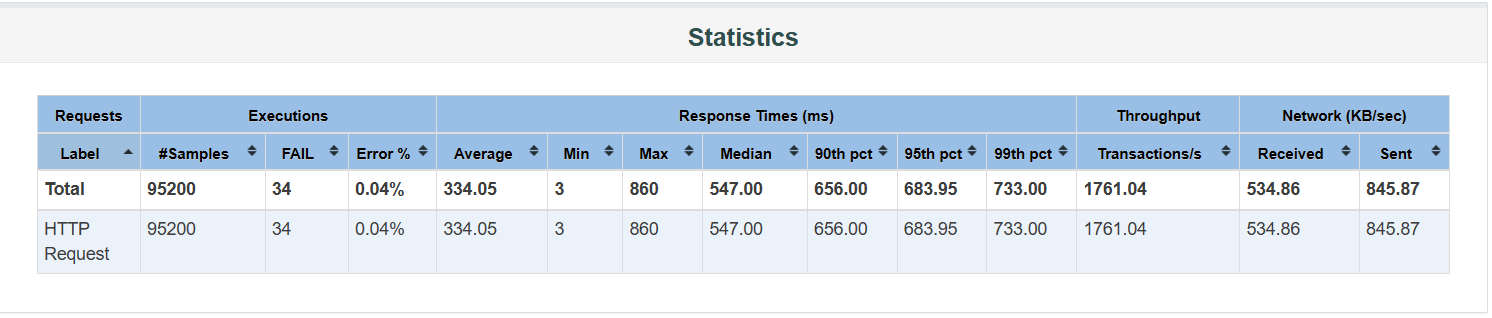 Statistics
Requests Executions Response Times (ms) Throughput Network (KB/sec)
Label #Samples FAIL Error % Average Min Max Median 90th pct 95th pct 99th pct Transactions/s Received Sent
Total 95200 34 0.04% 334.05 3 860 547.00 656.00 683.95 733.00 1761.04 534.86 845.87
HTTP Request 95200 34 0.04% 334.05 3 860 547.00 656.00 683.95 733.00 1761.04 534.86 845.87